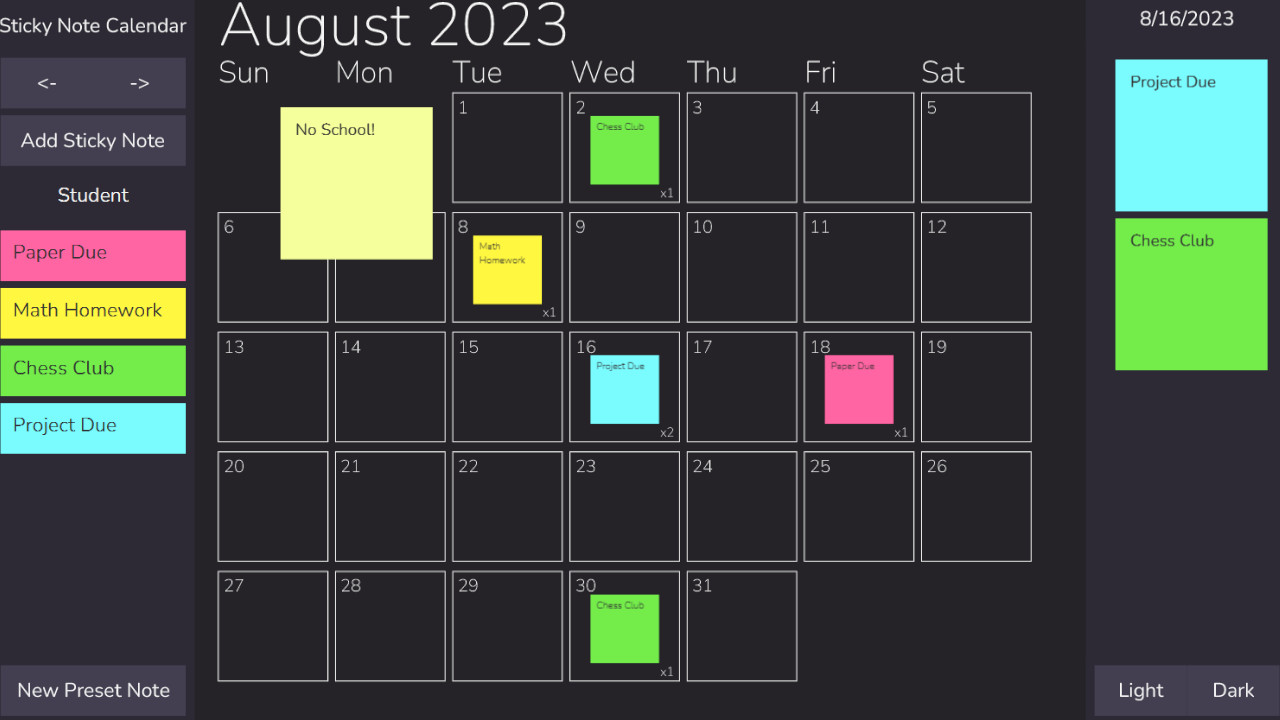 Sticky Note Calendar
<- ->
Add Sticky Note
Student
Paper Due
Math Homework
Chess Club
Project Due
New Preset Note
August 2023
Sun Mon Tue Wed Thu Fri Sat
No School!
1 2 3 4 5
Chess Club
x1
6 8 9 10 11 12
Math
Homework
x1
13 14 15 16 17 18 19
Project Due Paper Due
x2 x1
20 21 22 23 24 25 26
27 28 29 30 31
Chess Club
x1
8/16/2023
Project Due
Chess Club
Light Dark